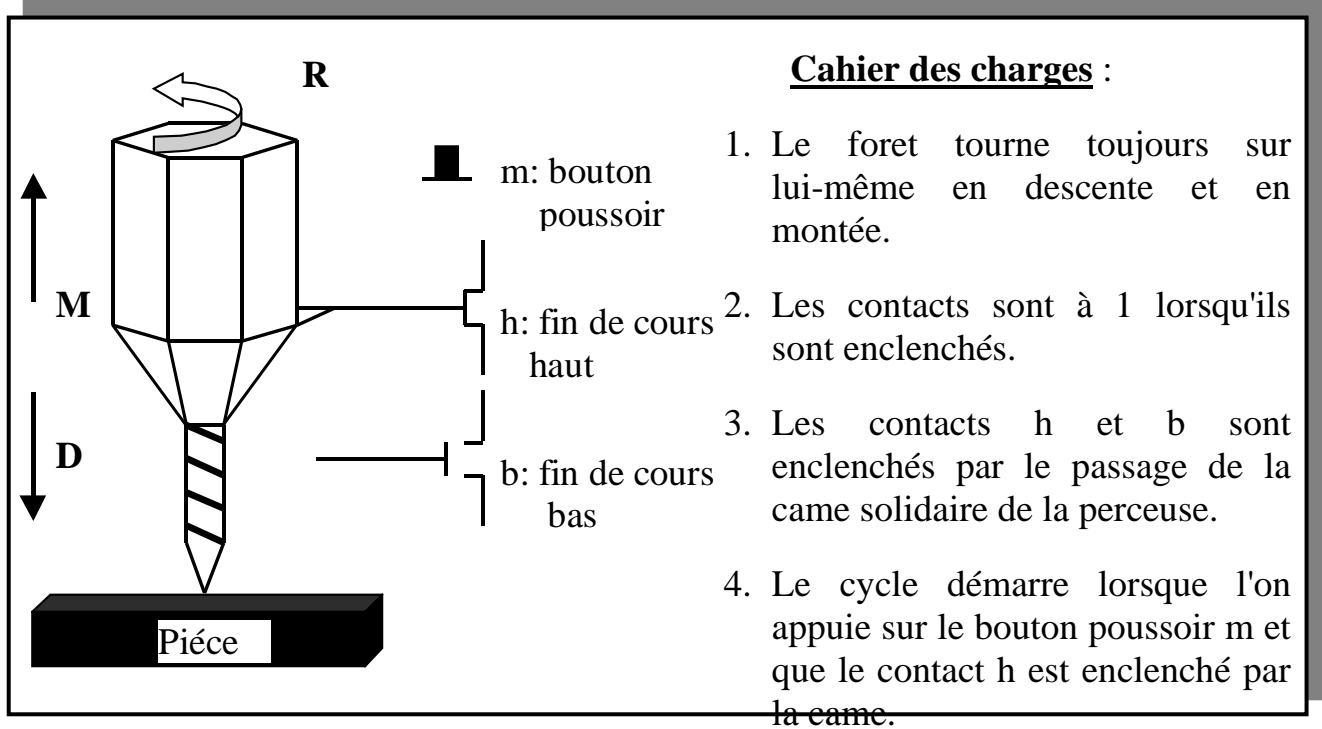 R
M
D
Piéce
m: bouton
poussoir
h: fin de cours
haut
b: fin de cours
bas
Cahier des charges :
1. Le foret tourne toujours sur
lui-même en descente et en
montée.
2. Les contacts sont à 1 lorsqu'ils
sont enclenchés.
3. Les contacts h et b sont
enclenchés par le passage de la
came solidaire de la perceuse.
4. Le cycle démarre lorsque l'on
appuie sur le bouton poussoir m et
que le contact h est enclenché par
la came.